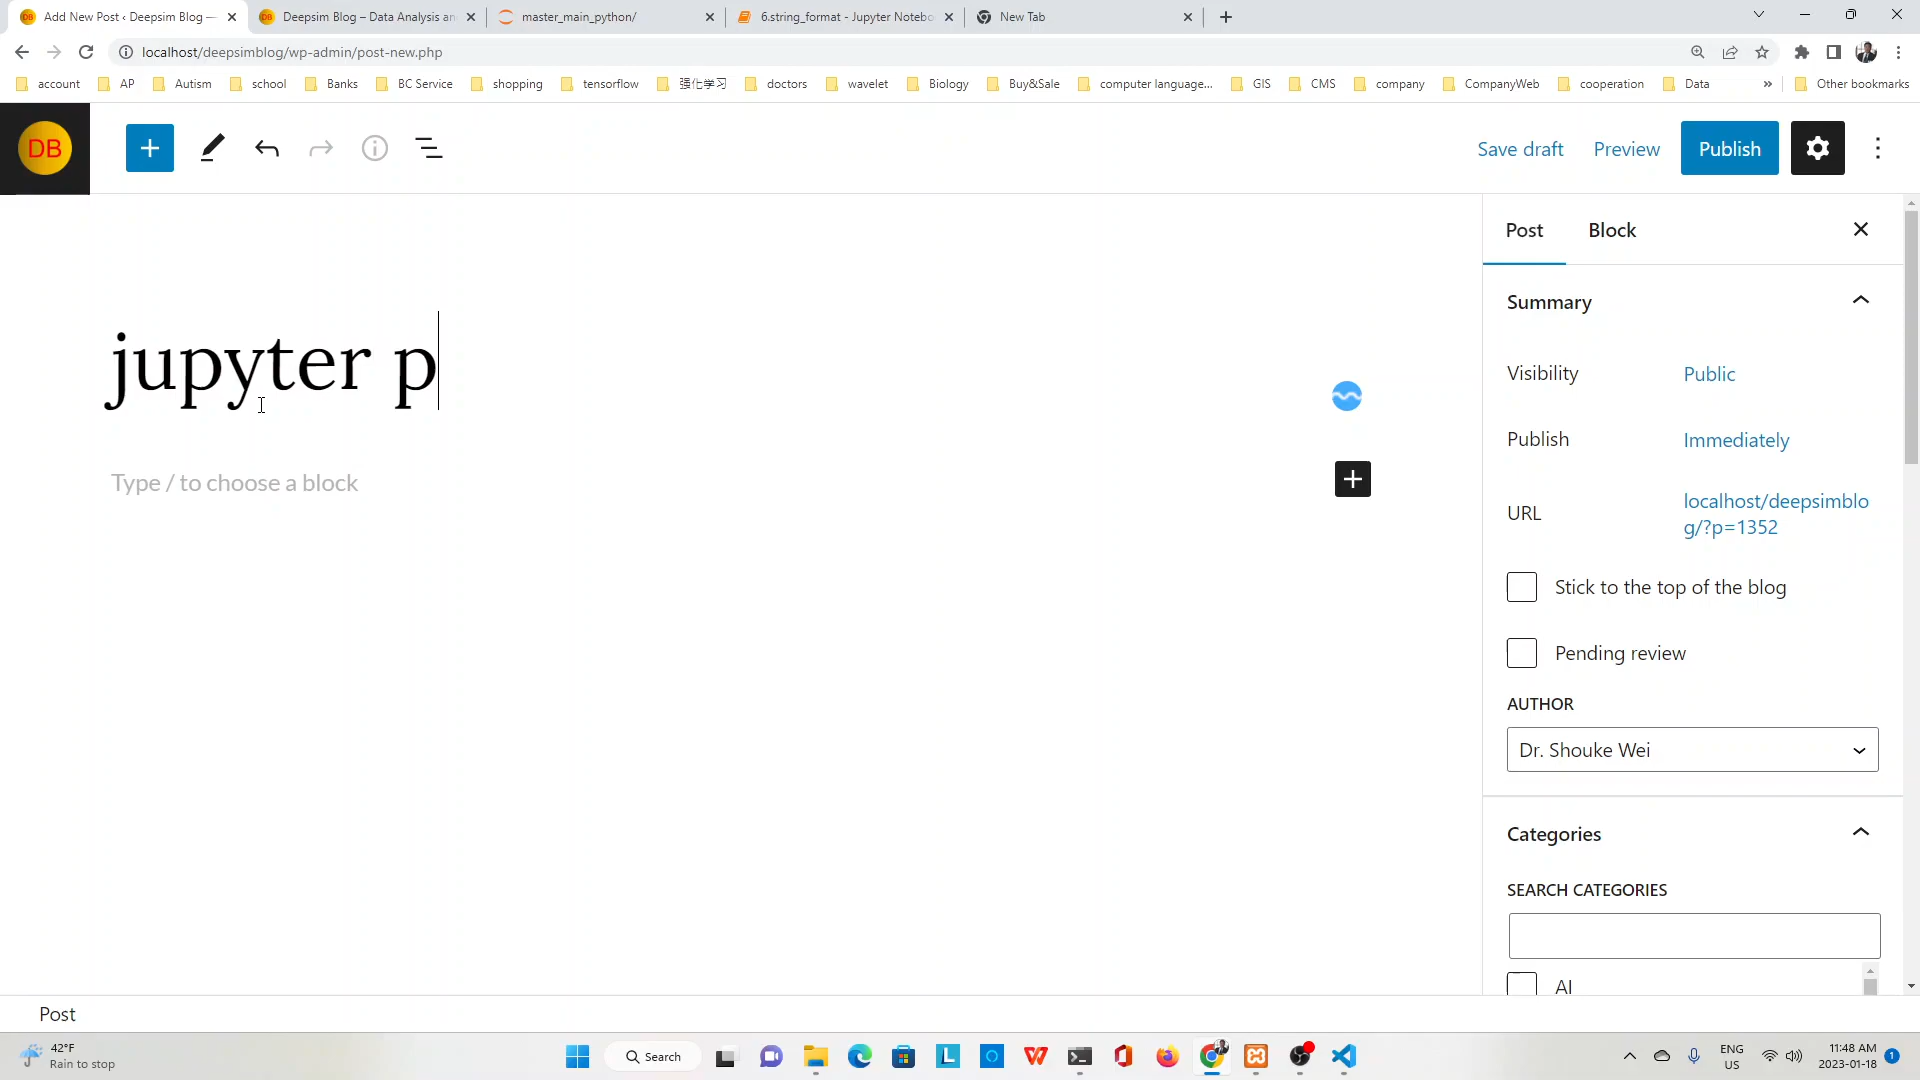 Add New Post ‹ Deepsim Blog —
Deepsim Blog – Data Analysis an
master_main_python/
6.string_format - Jupyter Notebo
New Tab
localhost/deepsimblog/wp-admin/post-new.php
account
AP
Autism
school
Banks
BC Service
shopping
tensorflow
强化学习
doctors
wavelet
Biology
Buy&Sale
computer language...
GIS
CMS
company
CompanyWeb
cooperation
Data
»
Other bookmarks
DB
Save draft
Preview
Publish
Post
Block
jupyter p
Type / to choose a block
Summary
Visibility
Public
Publish
Immediately
URL
localhost/deepsimblo
g/?p=1352
Stick to the top of the blog
Pending review
AUTHOR
Dr. Shouke Wei
Categories
SEARCH CATEGORIES
AI
Post
42°F
Rain to stop
Search
ENG
US
11:48 AM
2023-01-18
1